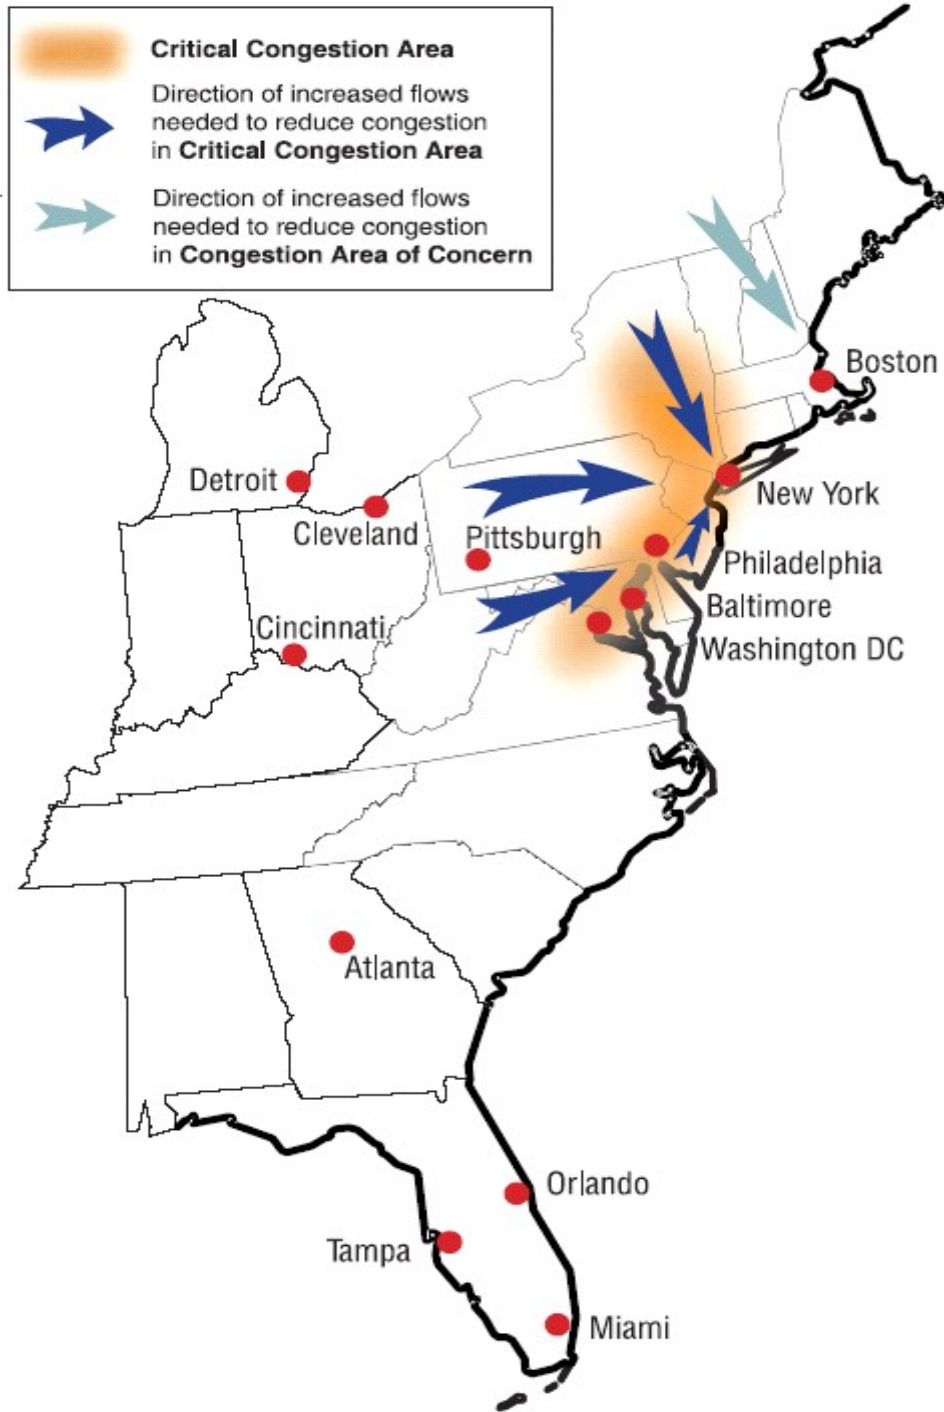 Critical Congestion Area
Direction of increased flows
needed to reduce congestion
in Critical Congestion Area
Direction of increased flows
needed to reduce congestion
in Congestion Area of Concern
Boston
Detroit
New York
Cleveland
Pittsburgh
Philadelphia
Baltimore
Cincinnati
Washington DC
Atlanta
Orlando
Tampa
Miami